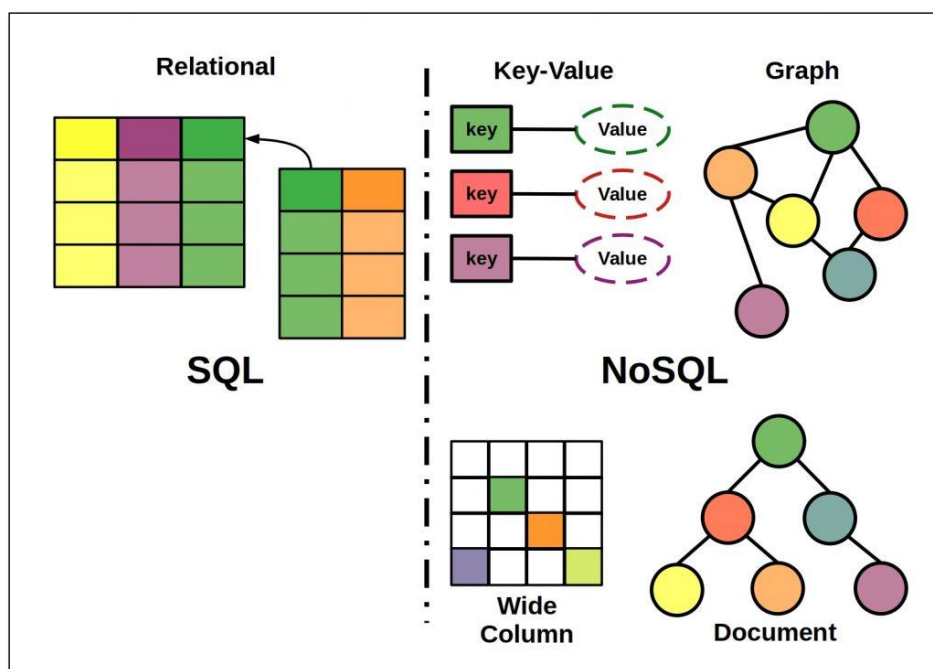 Relational
Key-Value
Graph
key
Value
key
Value
key
Value
SQL
NoSQL
Wide
Column
Document